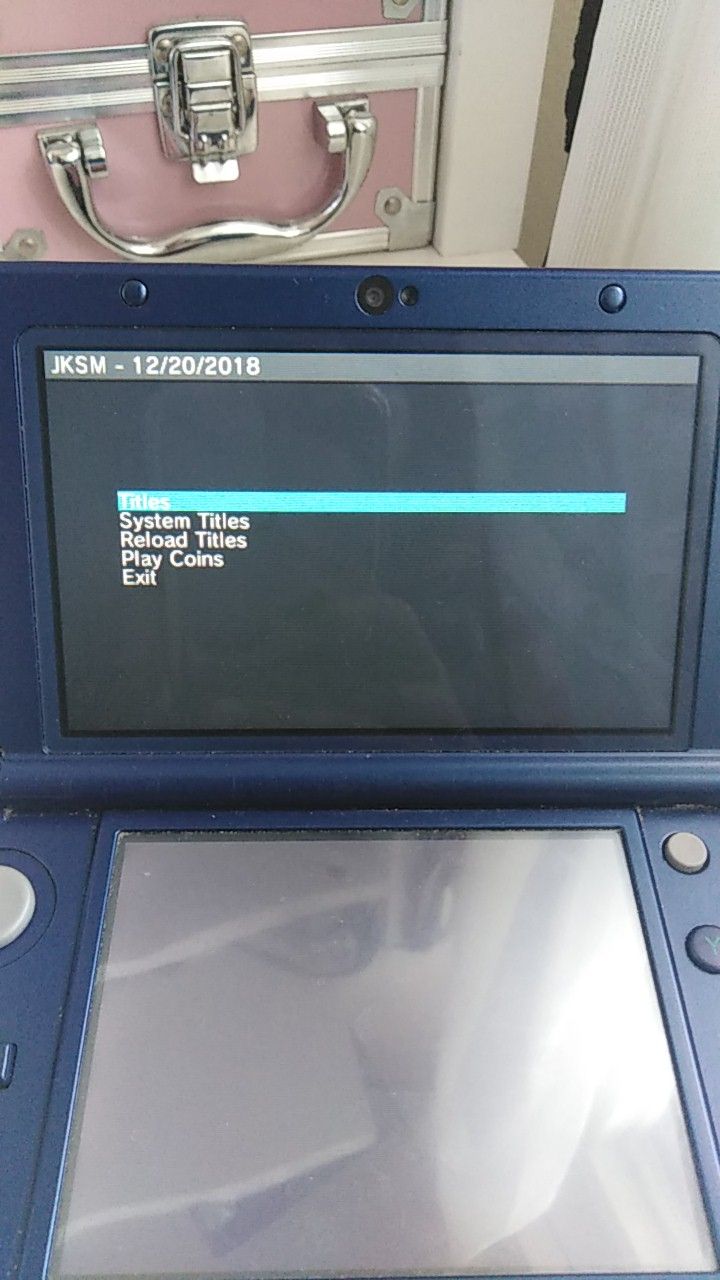 JKSM - 12/20/2018
Titles
System Titles
Reload Titles
Play Coins
Exit
Y